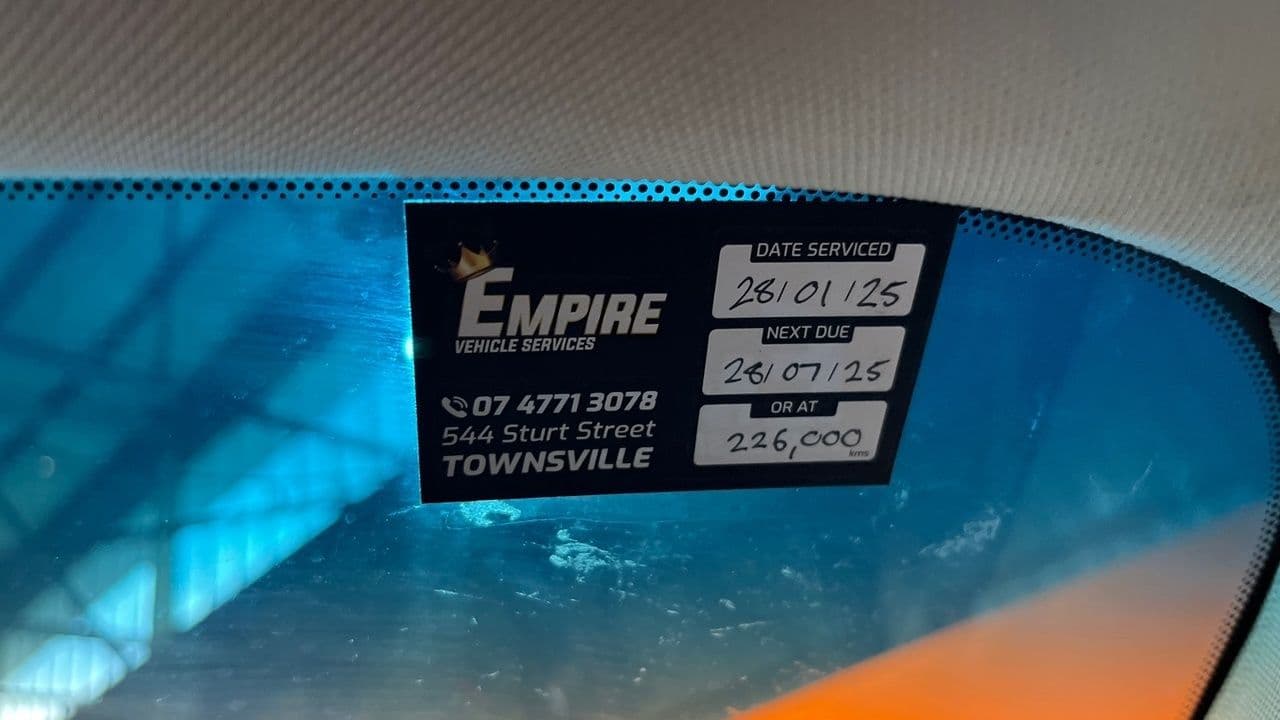 EMPIRE
VEHICLE SERVICES
07 4771 3078
544 Sturt Street
TOWNSVILLE
DATE SERVICED
28/01/25
NEXT DUE
28/07/25
OR AT
226,000
kms